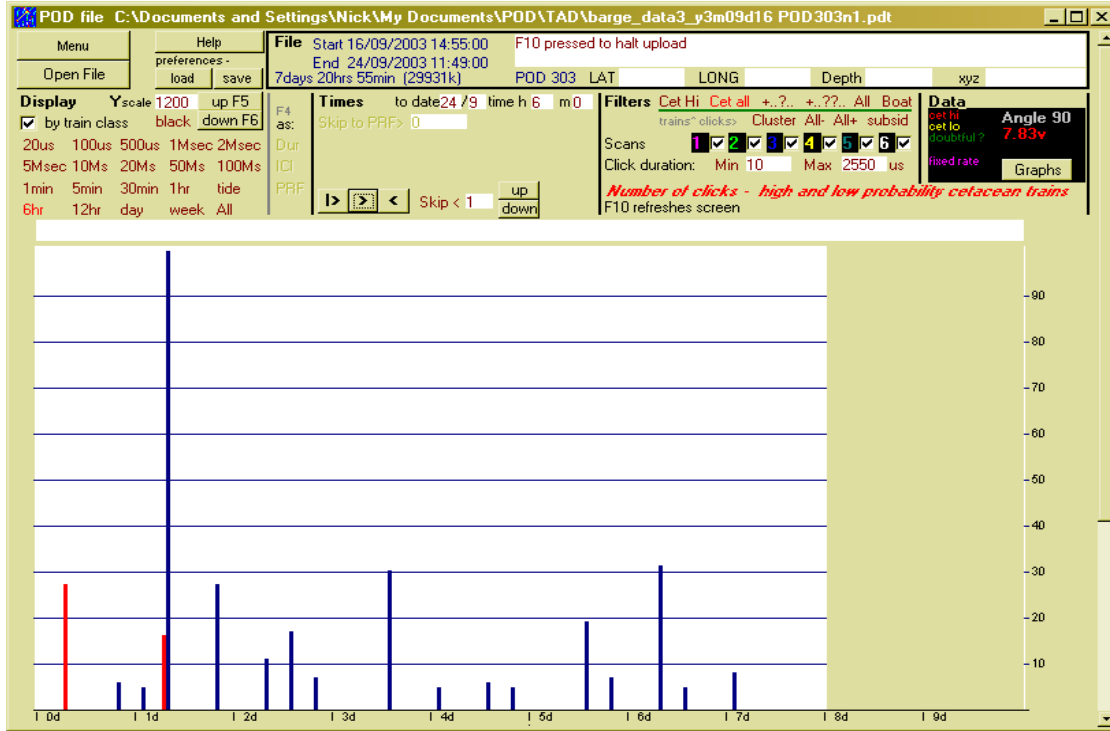 POD file C:\Documents and Settings\Nick\My Documents\POD\TAD\barge_data3_y3m09d16 POD303n1.pdt
Menu
Help
Open File
preferences -
load save
File Start 16/09/2003 14:55:00
End 24/09/2003 11:49:00
7days 20hrs 55min (29931k) POD 303 LAT LONG Depth xyz
F10 pressed to halt upload
Display Yscale 1200 up F5
by train class black down F6
20us 100us 500us 1Msec 2Msec
5Msec 10Ms 20Ms 50Ms 100Ms
1min 5min 30min 1hr tide
6hr 12hr day week All
F4
as:
Dur
ICI
PRF
Times to date 24 /9 time h 6 m 0
Skip to PRF> 0
|> > < Skip < 1 up
down
Filters Cet Hi Cet all +..?.. +..??.. All Boat
trains^ clicks> Cluster All- All+ subsid
Scans 1 2 3 4 5 6
Click duration: Min 10 Max 2550 us
Number of clicks - high and low probability cetacean trains
F10 refreshes screen
Data
cet hi Angle 90
cet lo 7.83v
doubtful ?
fixed rate Graphs
90
80
70
60
50
40
30
20
10
0d 1d 2d 3d 4d 5d 6d 7d 8d 9d